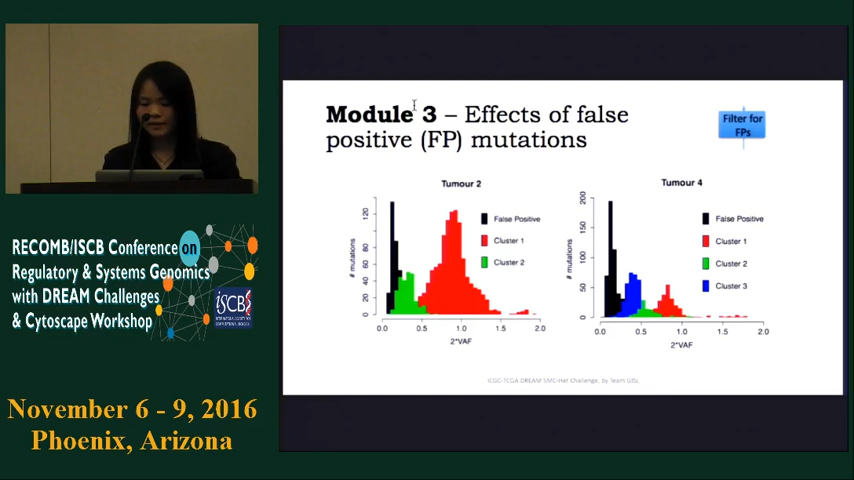 Module 3 – Effects of false
positive (FP) mutations
Filter for
FPs
Tumour 2
# mutations
0 20 40 60 80 120
False Positive
Cluster 1
Cluster 2
0.0 0.5 1.0 1.5 2.0
2*VAF
Tumour 4
# mutations
0 50 100 150 200
False Positive
Cluster 1
Cluster 2
Cluster 3
0.0 0.5 1.0 1.5 2.0
2*VAF
ICGC-TCGA DREAM SMC-Het Challenge, by Team GISL
RECOMB/ISCB Conference on
Regulatory & Systems Genomics
with DREAM Challenges
& Cytoscape Workshop
ISCB
November 6 - 9, 2016
Phoenix, Arizona